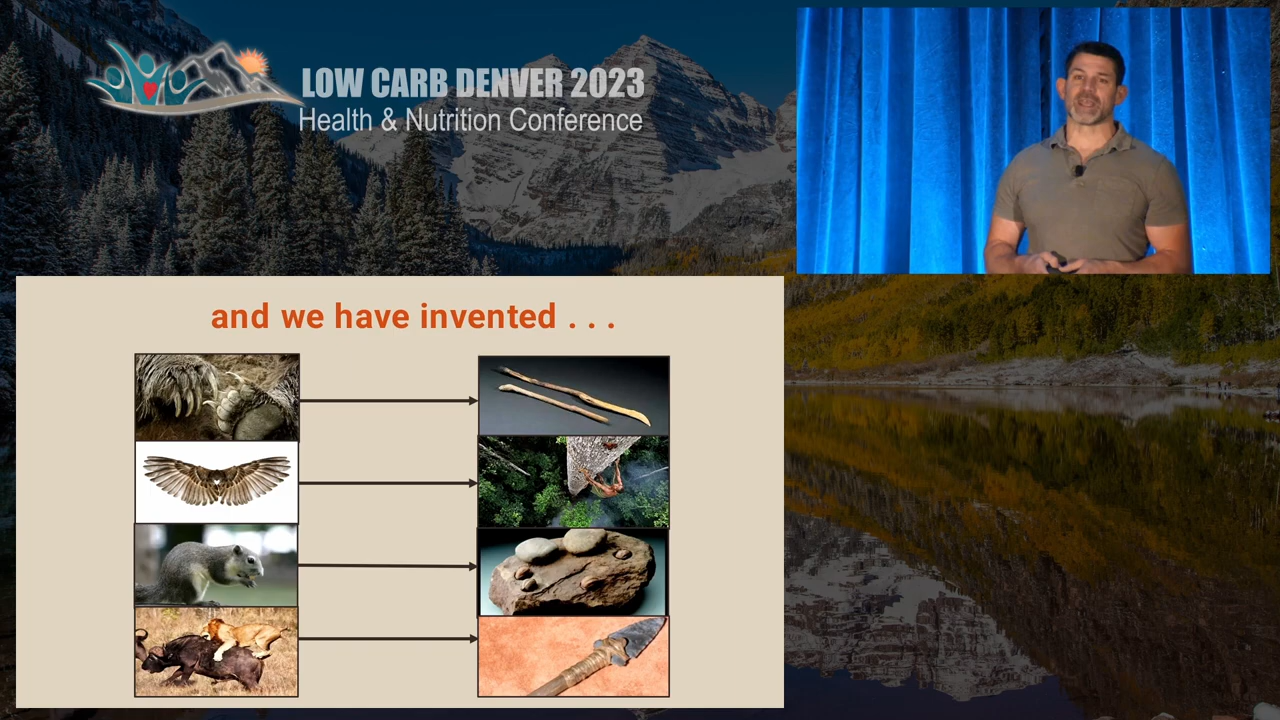 LOW CARB DENVER 2023
Health & Nutrition Conference
and we have invented . . .